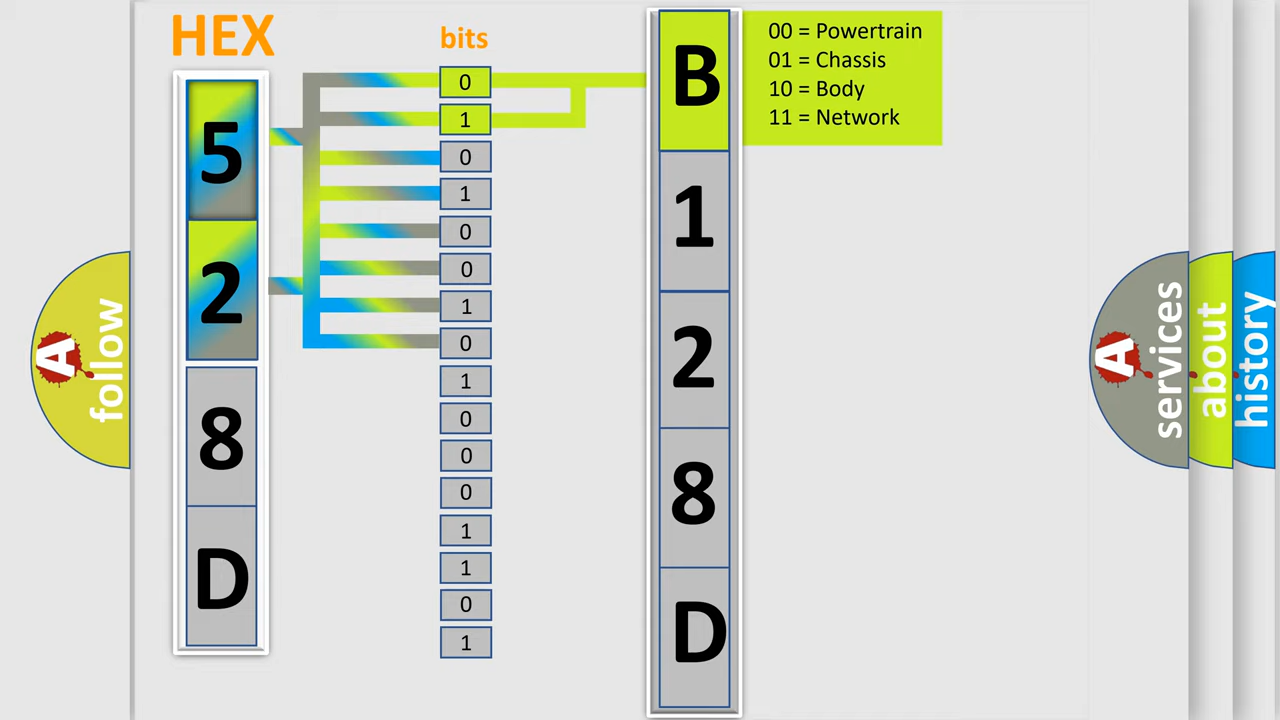 HEX
bits
5
2
8
D
0
1
0
1
0
0
1
0
1
0
0
0
1
1
0
1
B
1
2
8
D
00 = Powertrain
01 = Chassis
10 = Body
11 = Network
A
follow
A
services
about
history